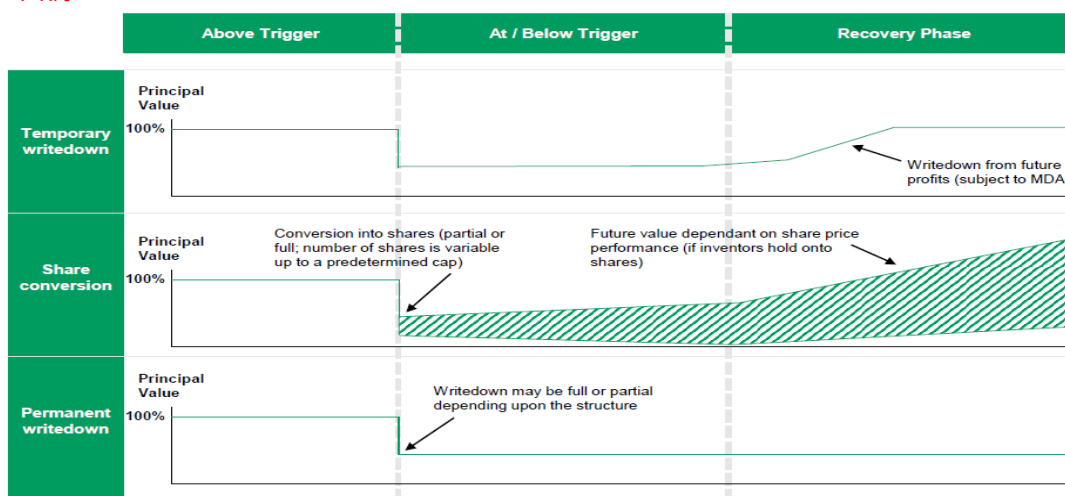 Above Trigger
At / Below Trigger
Recovery Phase
Temporary
writedown
Principal
Value
100%
Writedown from future
profits (subject to MDA
Share
conversion
Principal
Value
100%
Conversion into shares (partial or
full; number of shares is variable
up to a predetermined cap)
Future value dependant on share price
performance (if inventors hold onto
shares)
Permanent
writedown
Principal
Value
100%
Writedown may be full or partial
depending upon the structure